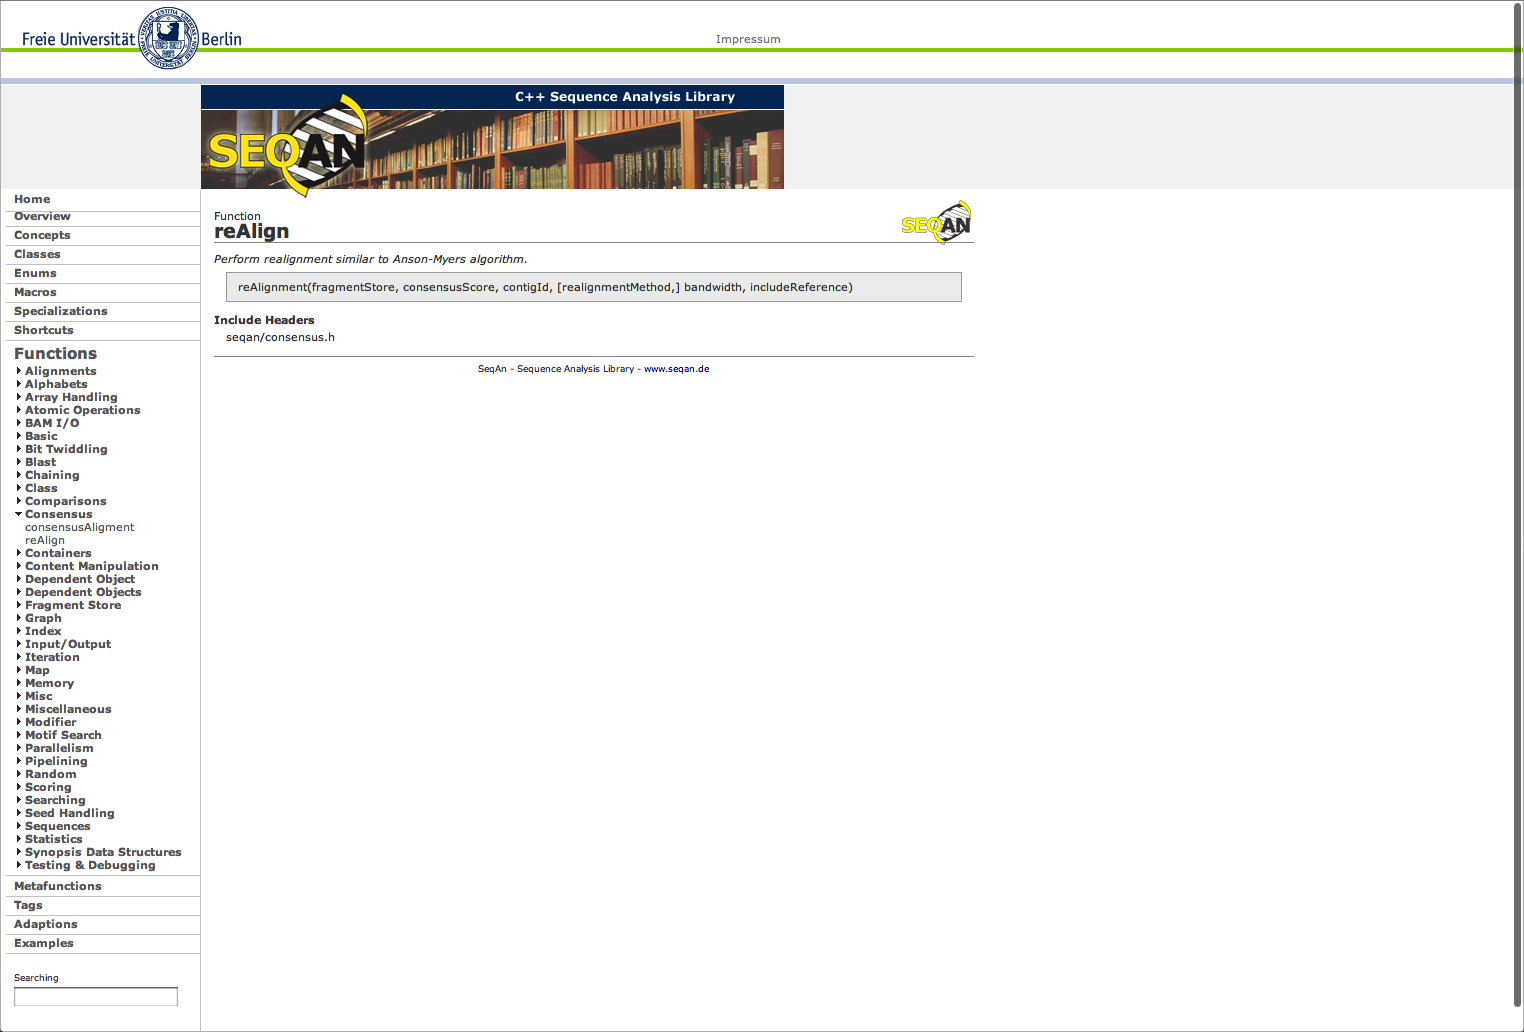 Freie Universität Berlin
Impressum
C++ Sequence Analysis Library
SEQAN
Home
Overview
Concepts
Classes
Enums
Macros
Specializations
Shortcuts
Functions
Alignments
Alphabets
Array Handling
Atomic Operations
BAM I/O
Basic
Bit Twiddling
Blast
Chaining
Class
Comparisons
Consensus
consensusAligment
reAlign
Containers
Content Manipulation
Dependent Object
Dependent Objects
Fragment Store
Graph
Index
Input/Output
Iteration
Map
Memory
Misc
Miscellaneous
Modifier
Motif Search
Parallelism
Pipelining
Random
Scoring
Searching
Seed Handling
Sequences
Statistics
Synopsis Data Structures
Testing & Debugging
Metafunctions
Tags
Adaptions
Examples
Searching
Function
reAlign
SEQAN
Perform realignment similar to Anson-Myers algorithm.
reAlignment(fragmentStore, consensusScore, contigId, [realignmentMethod,] bandwidth, includeReference)
Include Headers
seqan/consensus.h
SeqAn - Sequence Analysis Library - www.seqan.de